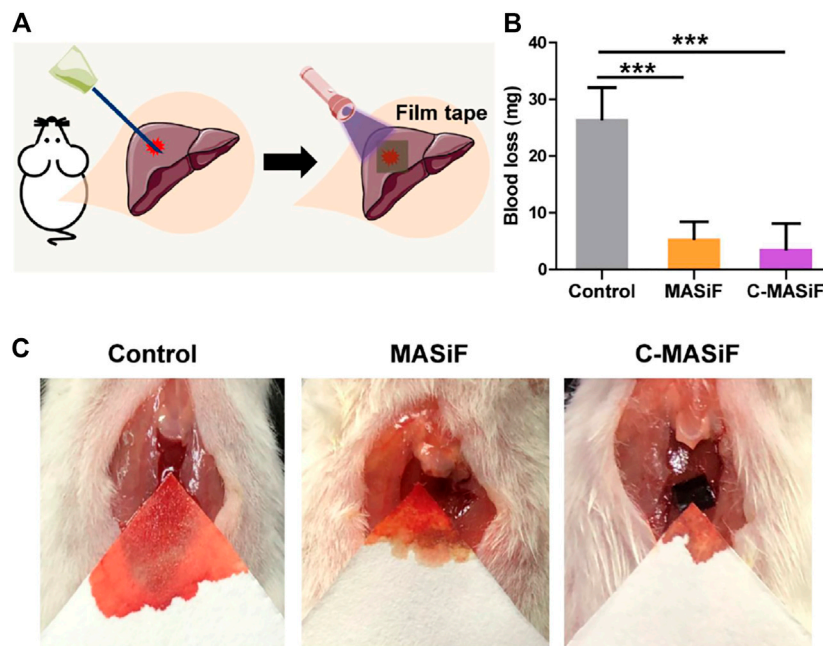 A
Film tape
B
***
***
Blood loss (mg)
40
30
20
10
0
Control
MASiF
C-MASiF
C
Control
MASiF
C-MASiF